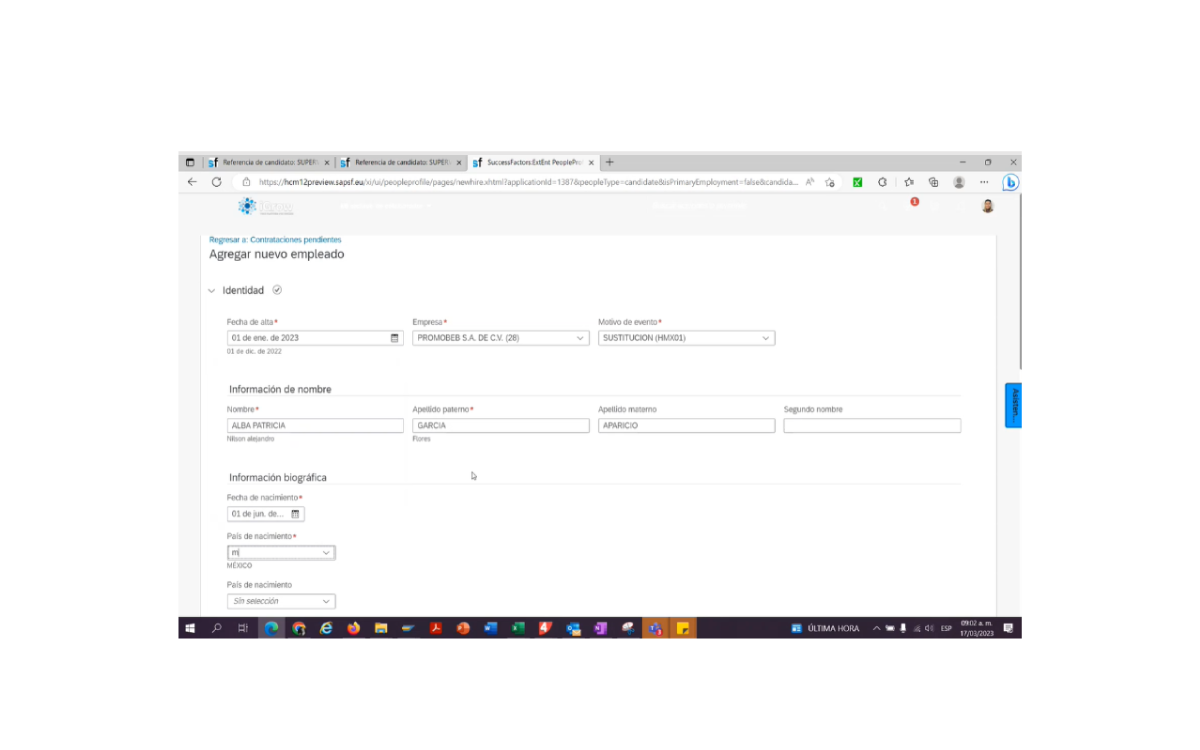 Referencia de candidato: SUPER
Referencia de candidato: SUPER
SuccessFactors:ExtEnt PeoplePro
https://hcm12preview.sapsf.eu/xi/ui/peopleprofile/pages/newhire.xhtml?applicationId=1387&peopleType=candidate&isPrimaryEmployment=false&candida...
1
Regresar a: Contrataciones pendientes
Agregar nuevo empleado
Identidad
Fecha de alta* Empresa* Motivo de evento*
01 de ene. de 2023 PROMOBEB S.A. DE C.V. (28) SUSTITUCION (HMX01)
01 de dic. de 2022
Información de nombre
Nombre* Apellido paterno* Apellido materno Segundo nombre
ALBA PATRICIA GARCIA APARICIO
Nilson alejandro Flores
Información biográfica
Fecha de nacimiento*
01 de jun. de...
País de nacimiento*
m
MÉXICO
País de nacimiento
Sin selección
Asisten...
ÚLTIMA HORA ESP 09:02 a. m.
17/03/2023